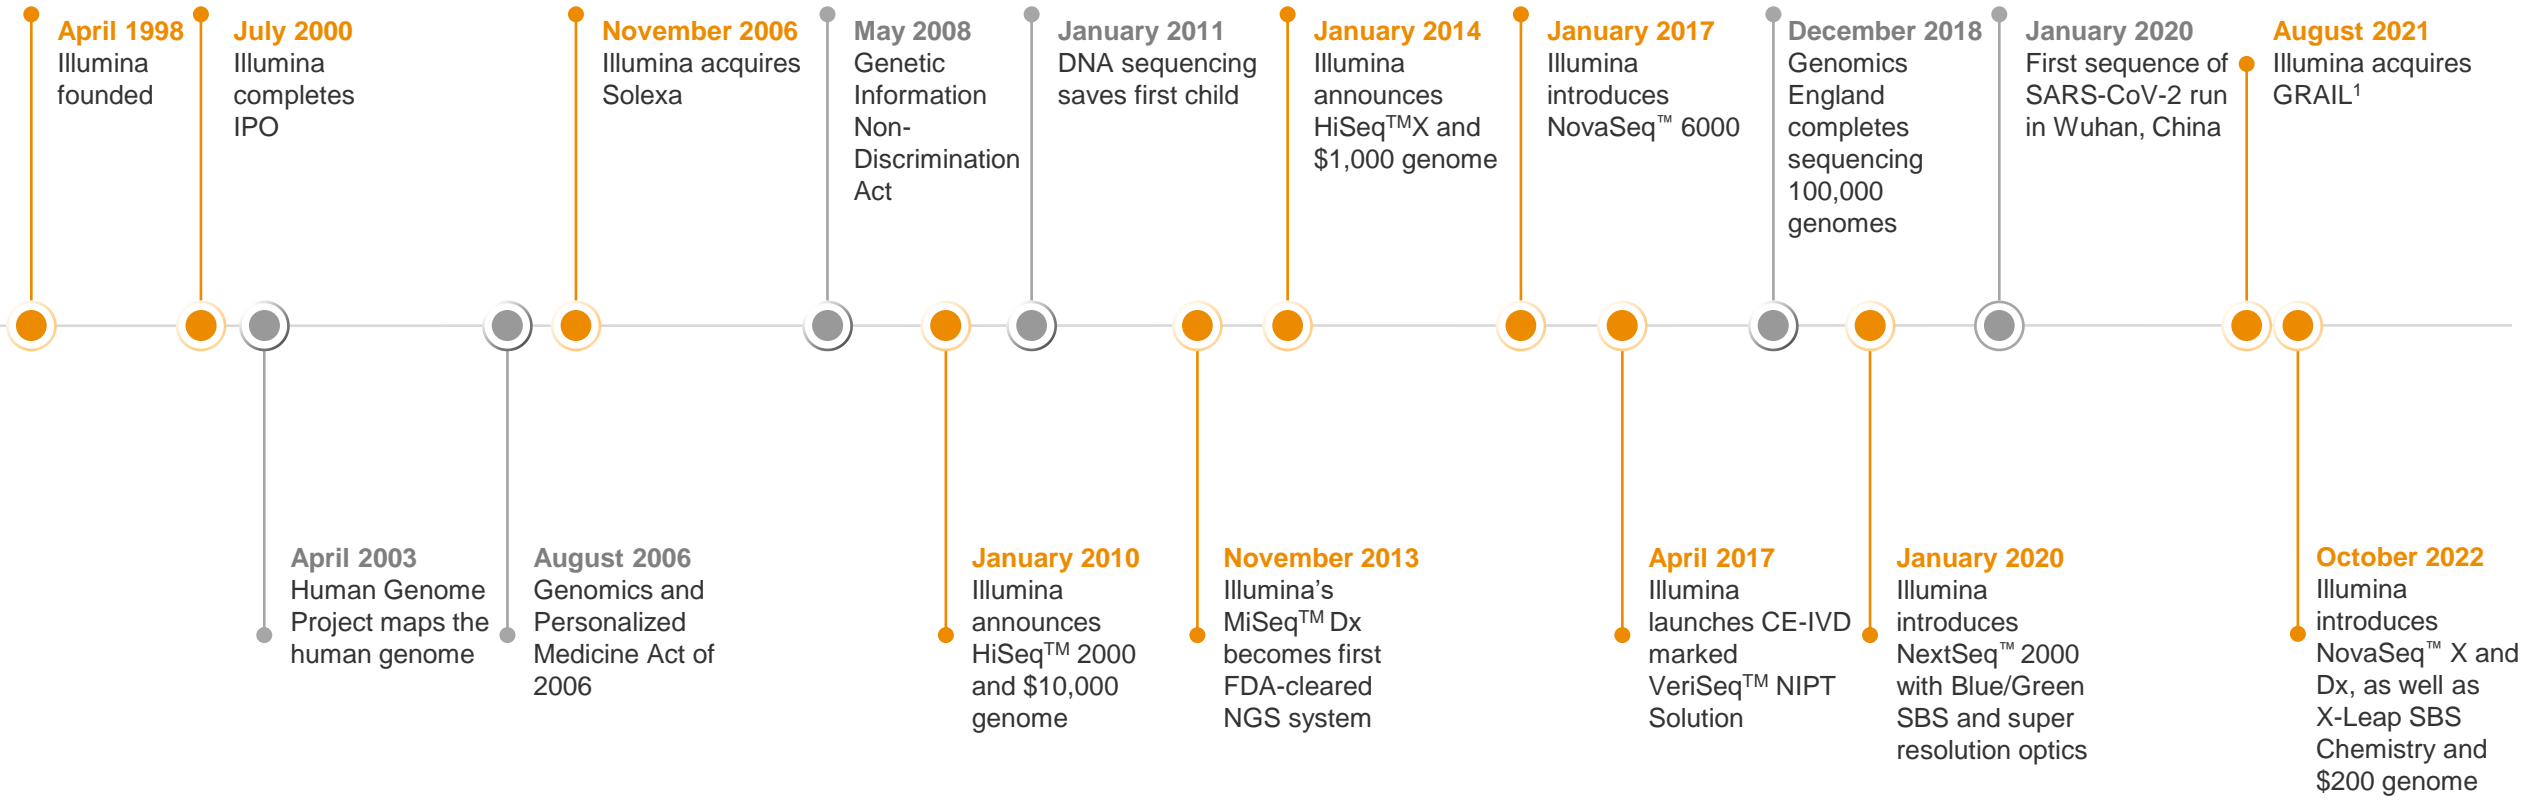 April 1998
Illumina
founded
July 2000
Illumina
completes
IPO
November 2006
Illumina acquires
Solexa
May 2008
Genetic
Information
Non-
Discrimination
Act
January 2011
DNA sequencing
saves first child
January 2014
Illumina
announces
HiSeq™X and
$1,000 genome
January 2017
Illumina
introduces
NovaSeq™ 6000
December 2018
Genomics
England
completes
sequencing
100,000
genomes
January 2020
First sequence of
SARS-CoV-2 run
in Wuhan, China
August 2021
Illumina acquires
GRAIL¹
April 2003
Human Genome
Project maps the
human genome
August 2006
Genomics and
Personalized
Medicine Act of
2006
January 2010
Illumina
announces
HiSeq™ 2000
and $10,000
genome
November 2013
Illumina’s
MiSeq™ Dx
becomes first
FDA-cleared
NGS system
April 2017
Illumina
launches CE-IVD
marked
VeriSeq™ NIPT
Solution
January 2020
Illumina
introduces
NextSeq™ 2000
with Blue/Green
SBS and super
resolution optics
October 2022
Illumina
introduces
NovaSeq™ X and
Dx, as well as
X-Leap SBS
Chemistry and
$200 genome